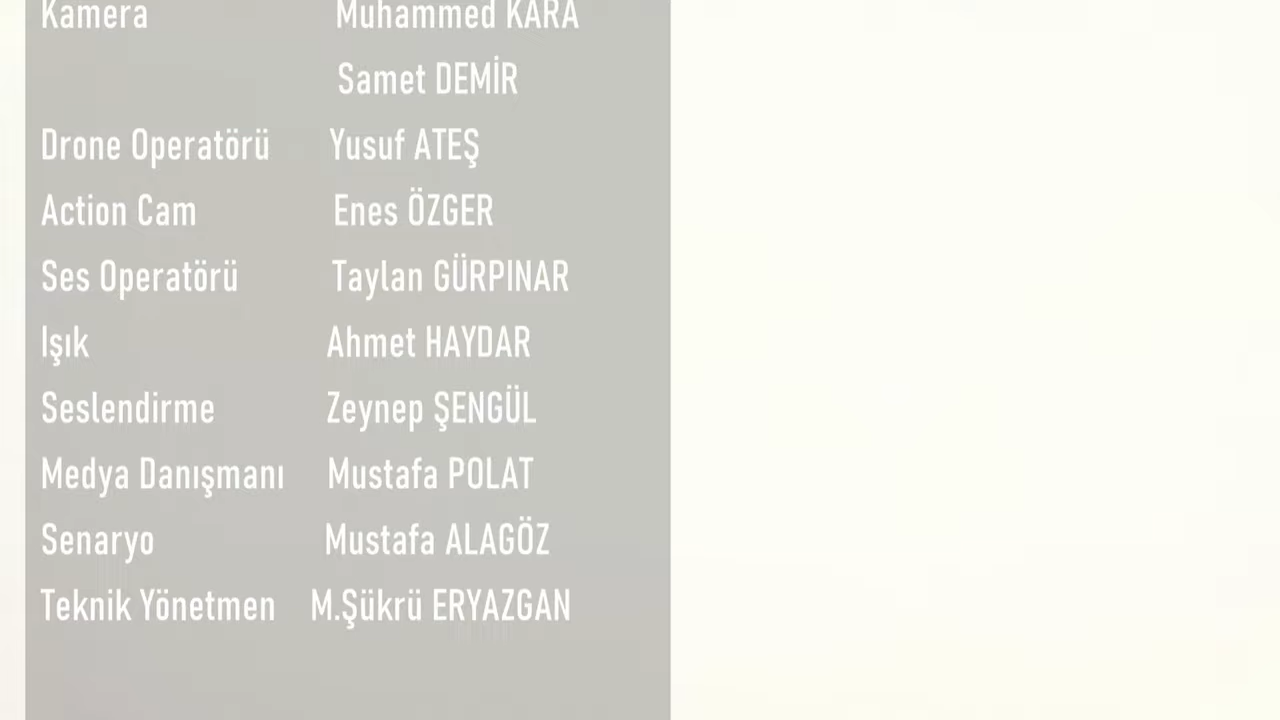 Kamera Muhammed KARA
Samet DEMİR
Drone Operatörü Yusuf ATEŞ
Action Cam Enes ÖZGER
Ses Operatörü Taylan GÜRPINAR
Işık Ahmet HAYDAR
Seslendirme Zeynep ŞENGÜL
Medya Danışmanı Mustafa POLAT
Senaryo Mustafa ALAGÖZ
Teknik Yönetmen M.Şükrü ERYAZGAN